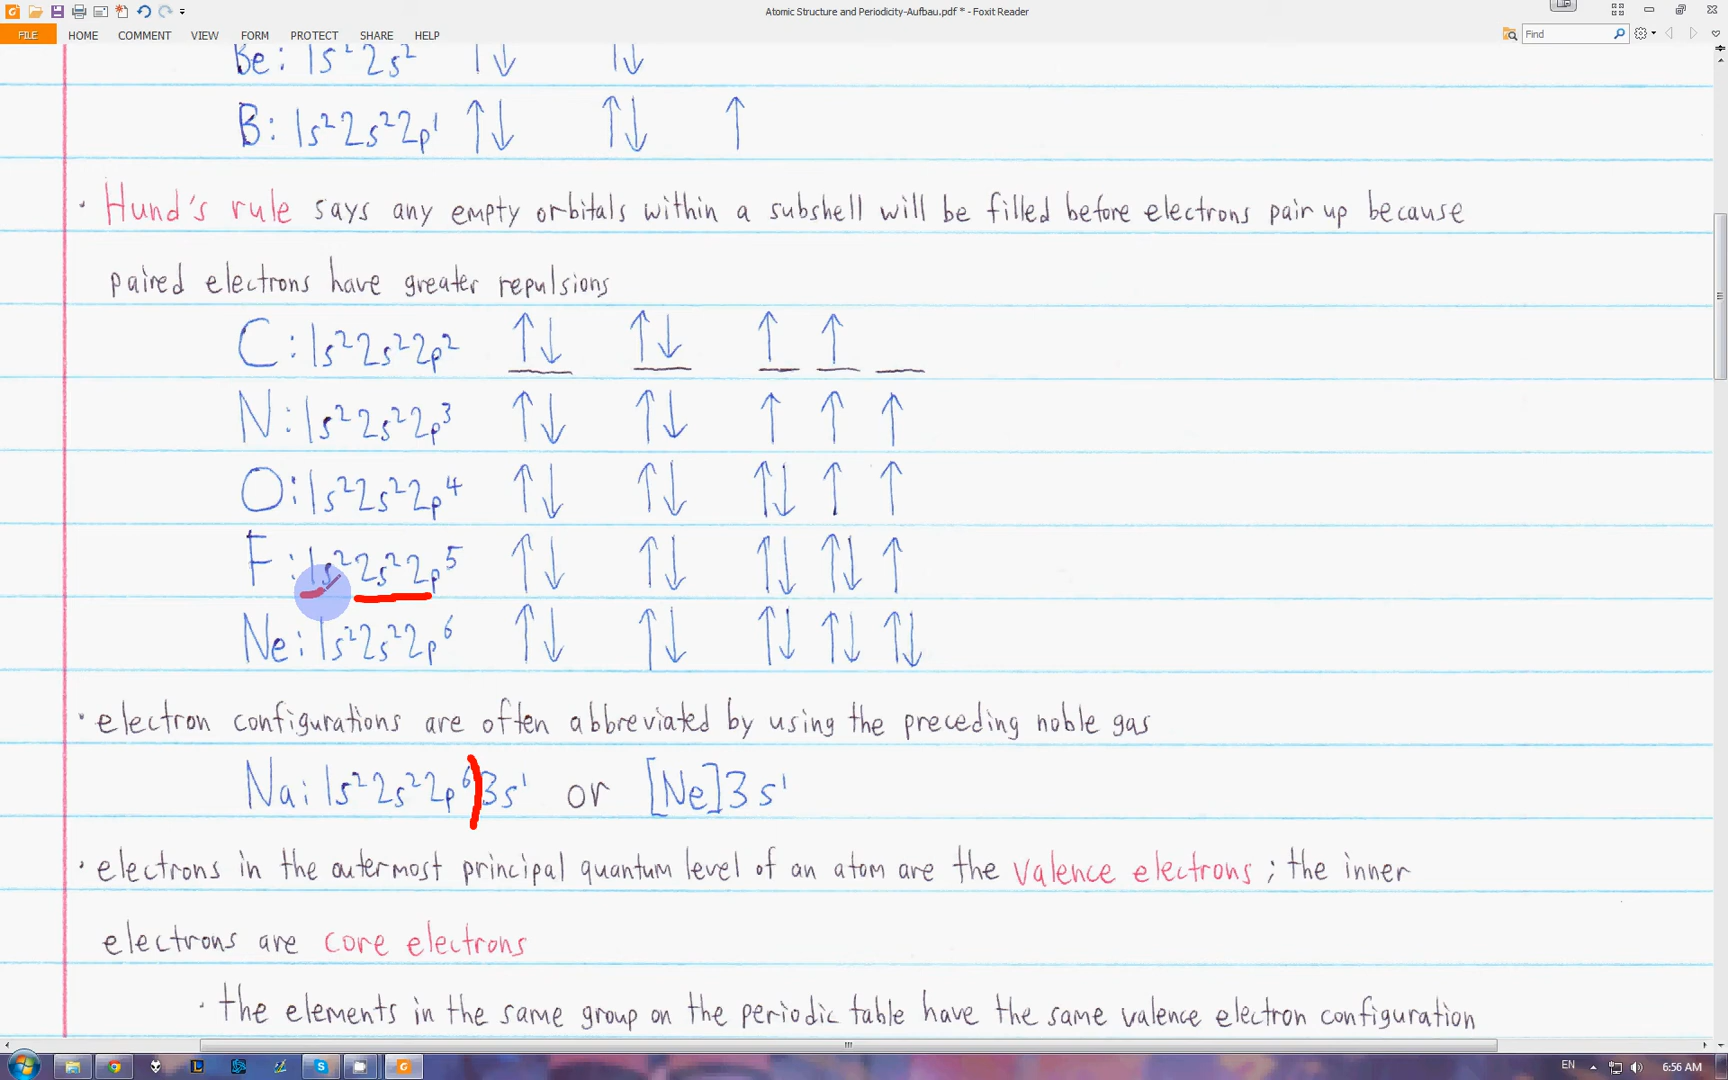 Atomic Structure and Periodicity-Aufbau.pdf * - Foxit Reader
FILE HOME COMMENT VIEW FORM PROTECT SHARE HELP
Find
Be: 1s²2s² ↑↓ ↑↓
B: 1s²2s²2p¹ ↑↓ ↑↓ ↑
· Hund's rule says any empty orbitals within a subshell will be filled before electrons pair up because
paired electrons have greater repulsions
C: 1s²2s²2p² ↑↓ ↑↓ ↑ ↑
N: 1s²2s²2p³ ↑↓ ↑↓ ↑ ↑ ↑
O: 1s²2s²2p⁴ ↑↓ ↑↓ ↑↓ ↑ ↑
F: 1s²2s²2p⁵ ↑↓ ↑↓ ↑↓ ↑↓ ↑
Ne: 1s²2s²2p⁶ ↑↓ ↑↓ ↑↓ ↑↓ ↑↓
· electron configurations are often abbreviated by using the preceding noble gas
Na: 1s²2s²2p⁶3s¹ or [Ne]3s¹
· electrons in the outermost principal quantum level of an atom are the valence electrons; the inner
electrons are core electrons
· the elements in the same group on the periodic table have the same valence electron configuration
EN 6:56 AM